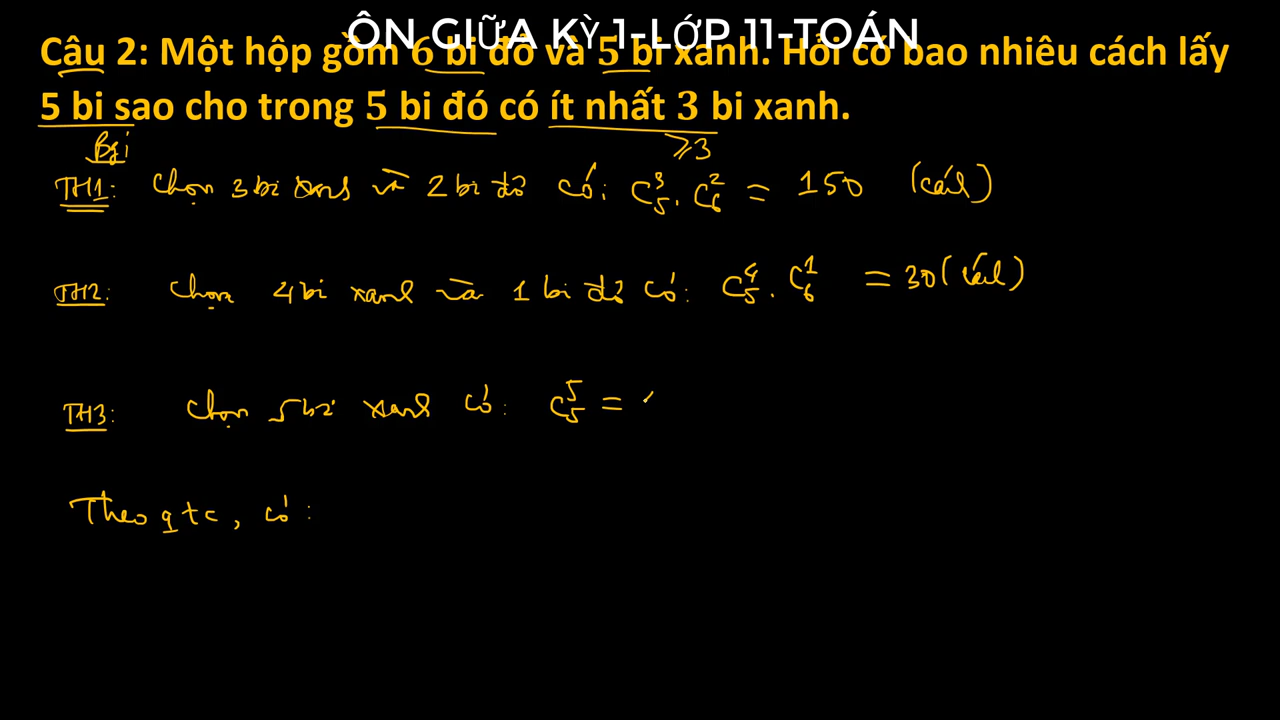 ÔN GIỮA KỲ 1-LỚP 11-TOÁN
Câu 2: Một hộp gồm 6 bi đỏ và 5 bi xanh. Hỏi có bao nhiêu cách lấy
5 bi sao cho trong 5 bi đó có ít nhất 3 bi xanh.
Bài ≥3
TH1: Chọn 3 bi xanh và 2 bi đỏ có: C₅³. C₆² = 150 (cách)
TH2: Chọn 4 bi xanh và 1 bi đỏ có: C₅⁴. C₆¹ = 30 (cách)
TH3: Chọn 5 bi xanh có: C₅⁵ =
Theo qtc, có: